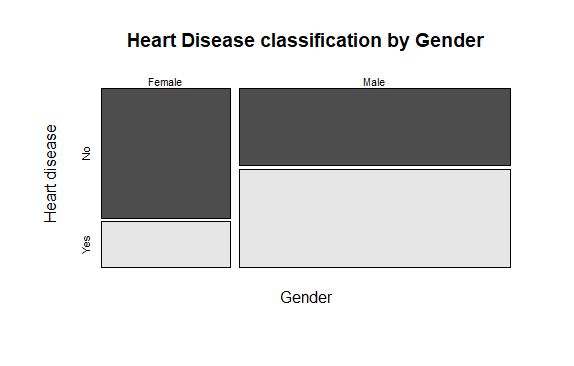 Heart Disease classification by Gender
Female
Male
Heart disease
No
Yes
Gender